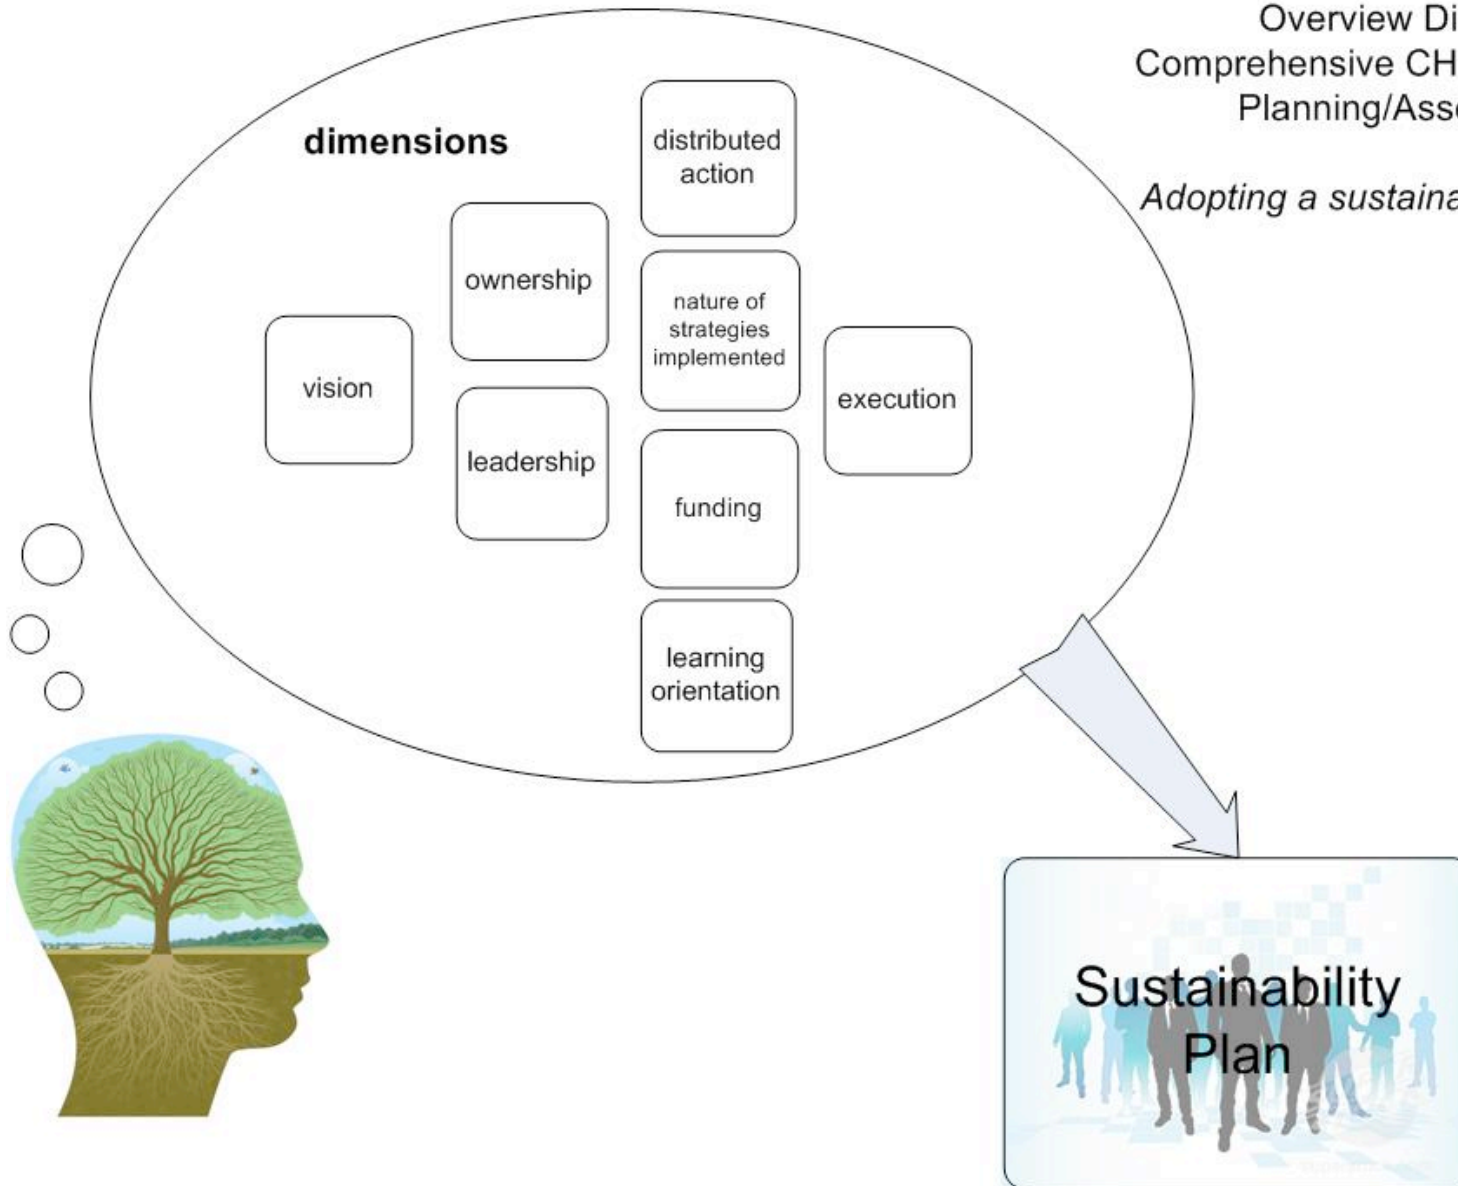 Overview Di
Comprehensive CH
Planning/Ass
Adopting a sustaina
dimensions
distributed
action
ownership
nature of
strategies
implemented
vision
execution
leadership
funding
learning
orientation
Sustainability
Plan